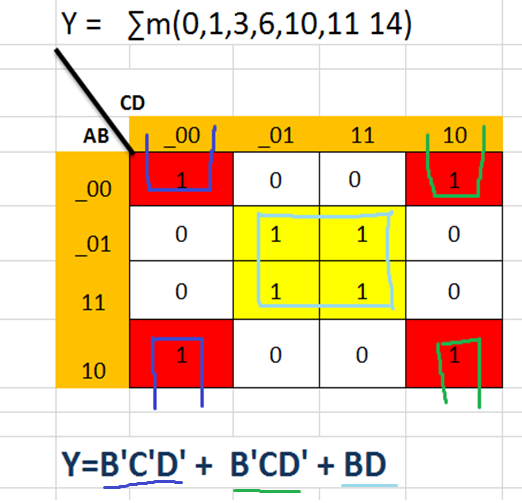 Y = ∑m(0,1,3,6,10,11 14)
CD
AB _00 _01 11 10
_00 1 0 0 1
_01 0 1 1 0
11 0 1 1 0
10 1 0 0 1
Y=B'C'D' + B'CD' + BD